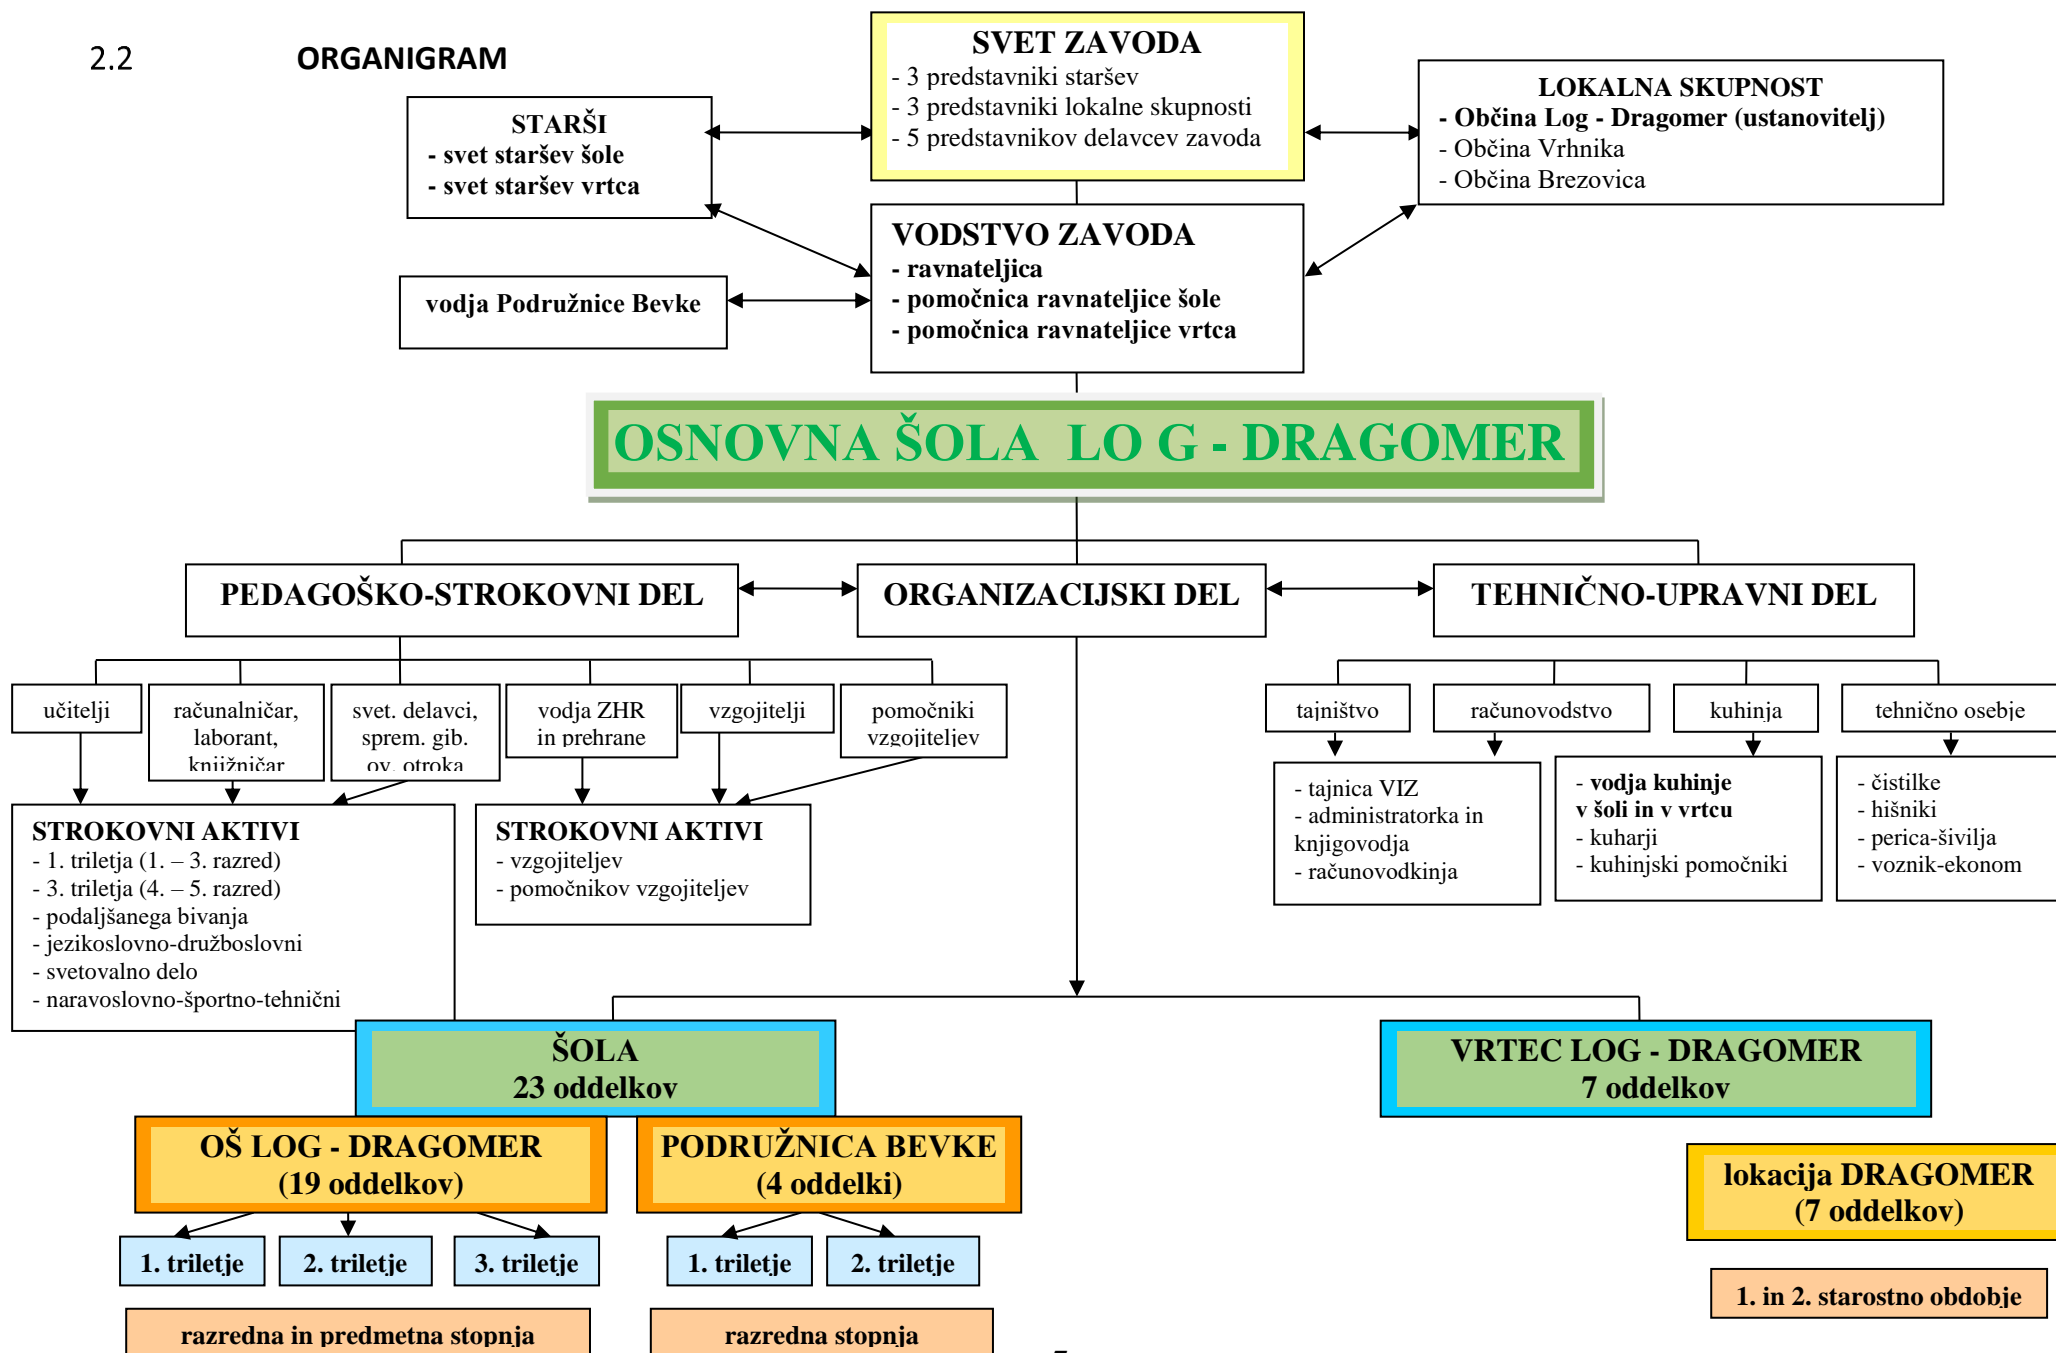 2.2 ORGANIGRAM
SVET ZAVODA
- 3 predstavniki staršev
- 3 predstavniki lokalne skupnosti
- 5 predstavnikov delavcev zavoda
STARŠI
- svet staršev šole
- svet staršev vrtca
LOKALNA SKUPNOST
- Občina Log - Dragomer (ustanovitelj)
- Občina Vrhnika
- Občina Brezovica
VODSTVO ZAVODA
- ravnateljica
- pomočnica ravnateljice šole
- pomočnica ravnateljice vrtca
vodja Podružnice Bevke
OSNOVNA ŠOLA LO G - DRAGOMER
PEDAGOŠKO-STROKOVNI DEL
ORGANIZACIJSKI DEL
TEHNIČNO-UPRAVNI DEL
učitelji
računalničar,
laborant,
knjižničar
svet. delavci,
sprem. gib.
ov. otroka
vodja ZHR
in prehrane
vzgojitelji
pomočniki
vzgojiteljev
tajništvo
računovodstvo
kuhinja
tehnično osebje
STROKOVNI AKTIVI
- 1. triletja (1. – 3. razred)
- 3. triletja (4. – 5. razred)
- podaljšanega bivanja
- jezikoslovno-družboslovni
- svetovalno delo
- naravoslovno-športno-tehnični
STROKOVNI AKTIVI
- vzgojiteljev
- pomočnikov vzgojiteljev
- tajnica VIZ
- administratorka in
knjigovodja
- računovodkinja
- vodja kuhinje
v šoli in v vrtcu
- kuharji
- kuhinjski pomočniki
- čistilke
- hišniki
- perica-šivilja
- voznik-ekonom
ŠOLA
23 oddelkov
VRTEC LOG - DRAGOMER
7 oddelkov
OŠ LOG - DRAGOMER
(19 oddelkov)
PODRUŽNICA BEVKE
(4 oddelki)
lokacija DRAGOMER
(7 oddelkov)
1. triletje
2. triletje
3. triletje
1. triletje
2. triletje
1. in 2. starostno obdobje
razredna in predmetna stopnja
razredna stopnja